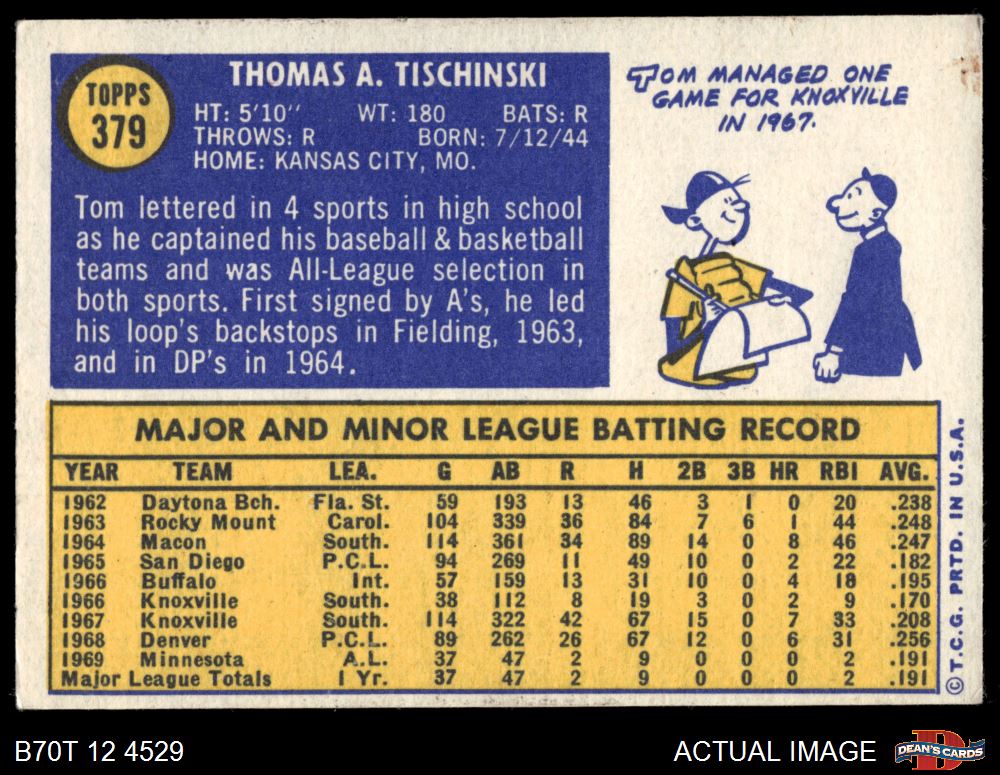 TOPPS
379
THOMAS A. TISCHINSKI
HT: 5'10" WT: 180 BATS: R
THROWS: R BORN: 7/12/44
HOME: KANSAS CITY, MO.
Tom lettered in 4 sports in high school
as he captained his baseball & basketball
teams and was All-League selection in
both sports. First signed by A's, he led
his loop's backstops in Fielding, 1963,
and in DP's in 1964.
TOM MANAGED ONE
GAME FOR KNOXVILLE
IN 1967.
MAJOR AND MINOR LEAGUE BATTING RECORD
YEAR TEAM LEA. G AB R H 2B 3B HR RBI AVG.
1962 Daytona Bch. Fla. St. 59 193 13 46 3 1 0 20 .238
1963 Rocky Mount Carol. 104 339 36 84 7 6 1 44 .248
1964 Macon South. 114 361 34 89 14 0 8 46 .247
1965 San Diego P.C.L. 94 269 11 49 10 0 2 22 .182
1966 Buffalo Int. 57 159 13 31 10 0 4 18 .195
1966 Knoxville South. 38 112 8 19 3 0 2 9 .170
1967 Knoxville South. 114 322 42 67 15 0 7 33 .208
1968 Denver P.C.L. 89 262 26 67 12 0 6 31 .256
1969 Minnesota A.L. 37 47 2 9 0 0 0 2 .191
Major League Totals 1 Yr. 37 47 2 9 0 0 0 2 .191
©T.C.G. PRTD. IN U.S.A.
B70T 12 4529
ACTUAL IMAGE
D
DEAN'S CARDS